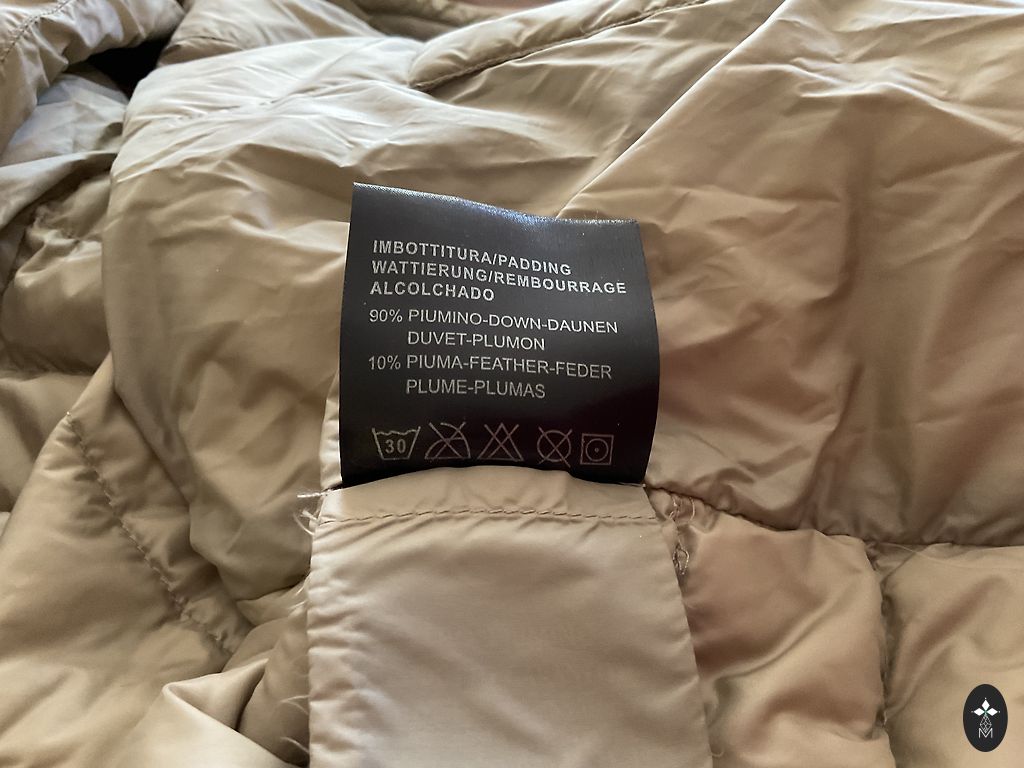 IMBOTTITURA/PADDING
WATTIERUNG/REMBOURRAGE
ALCOLCHADO
90% PIUMINO-DOWN-DAUNEN
DUVET-PLUMON
10% PIUMA-FEATHER-FEDER
PLUME-PLUMAS
30
M